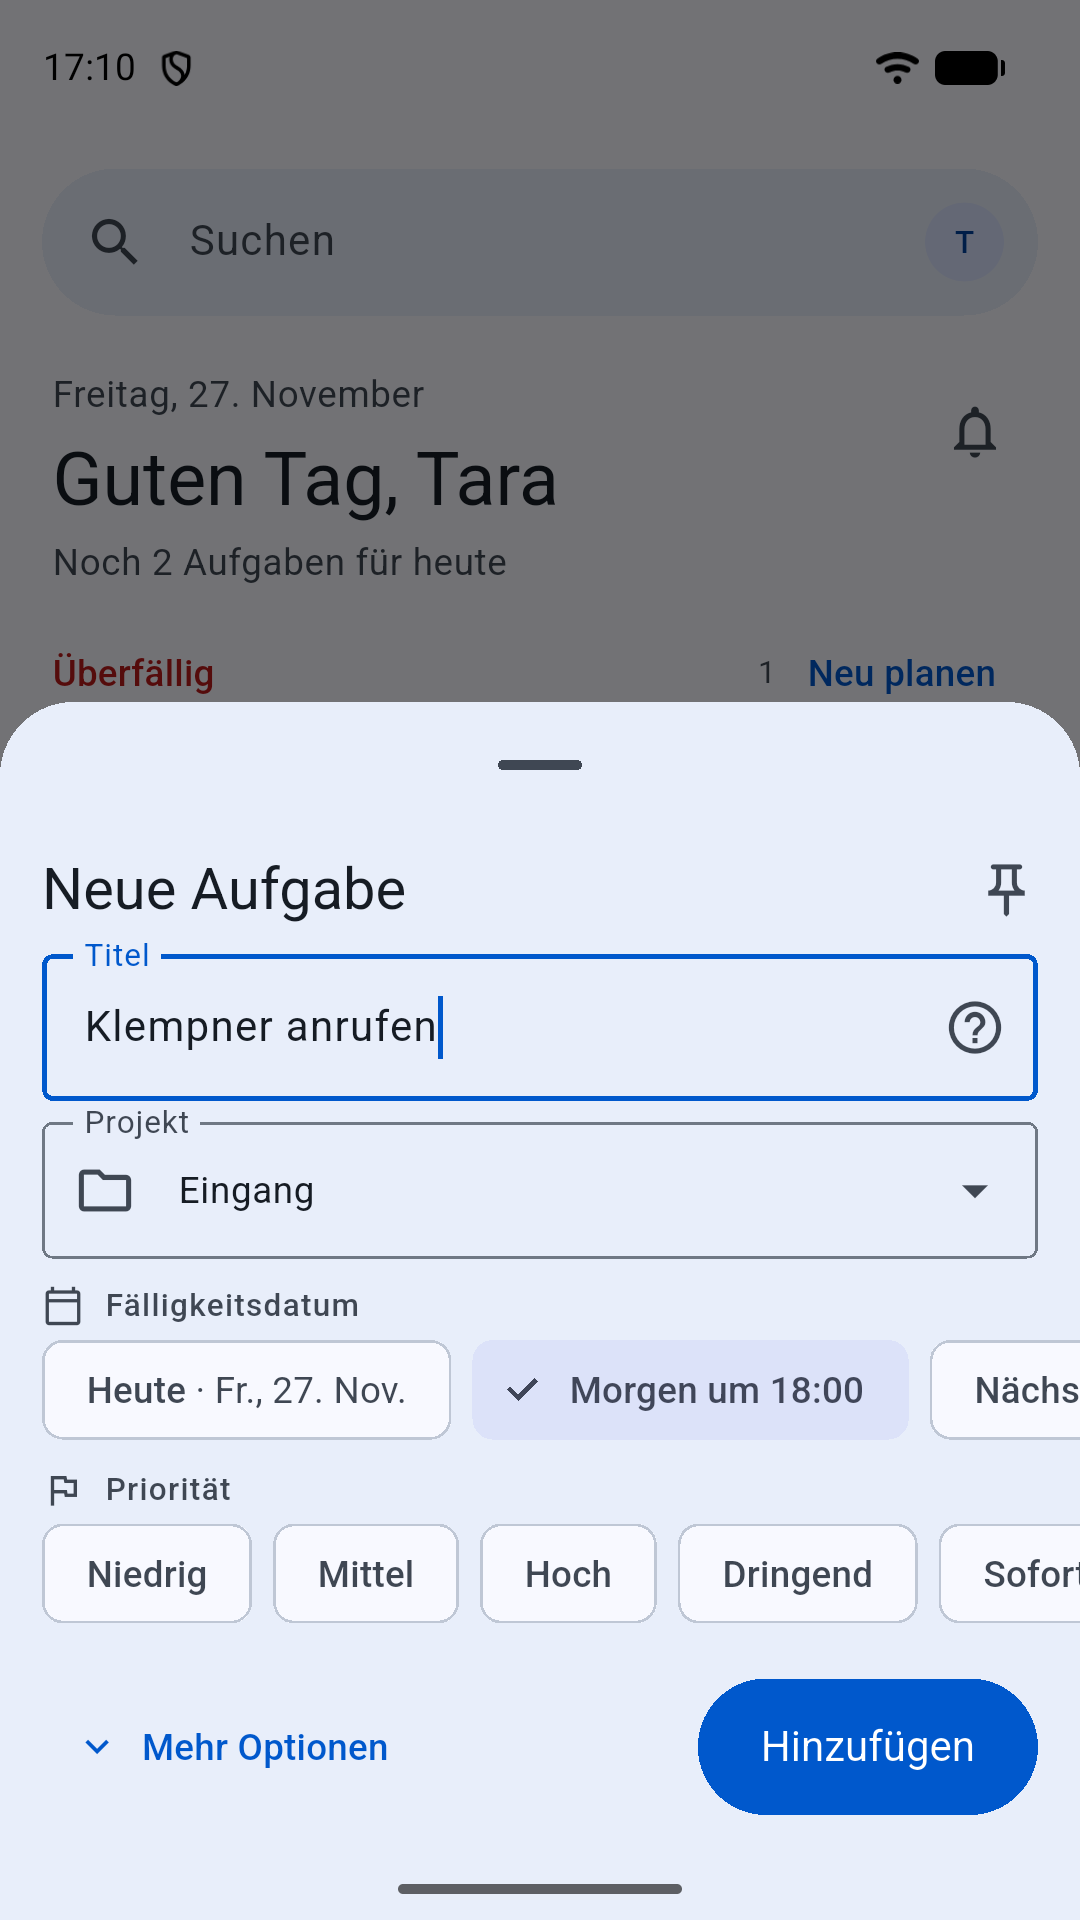 17:10
Suchen
T
Freitag, 27. November
Guten Tag, Tara
Noch 2 Aufgaben für heute
Überfällig 1 Neu planen
Neue Aufgabe
Titel
Klempner anrufen
Projekt
Eingang
Fälligkeitsdatum
Heute · Fr., 27. Nov. Morgen um 18:00 Nächs
Priorität
Niedrig Mittel Hoch Dringend Sofort
Mehr Optionen Hinzufügen